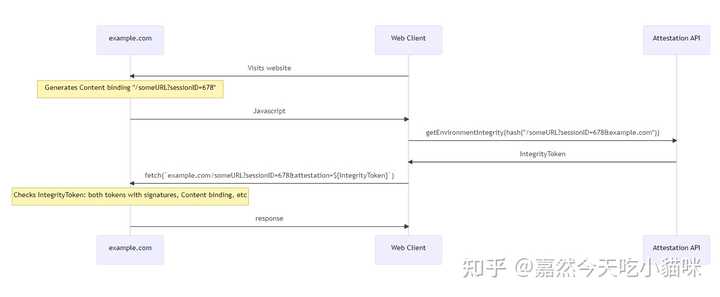 example.com
Web Client
Attestation API
Visits website
Generates Content binding "/someURL?sessionID=678"
Javascript
getEnvironmentIntegrity(hash("/someURL?sessionID=678&example.com"))
IntegrityToken
fetch(`example.com/someURL?sessionID=678&attestation=${IntegrityToken}`)
Checks IntegrityToken: both tokens with signatures, Content binding, etc
response
example.com
Web Client
Attestation API
知乎 @嘉然今天吃小貓咪